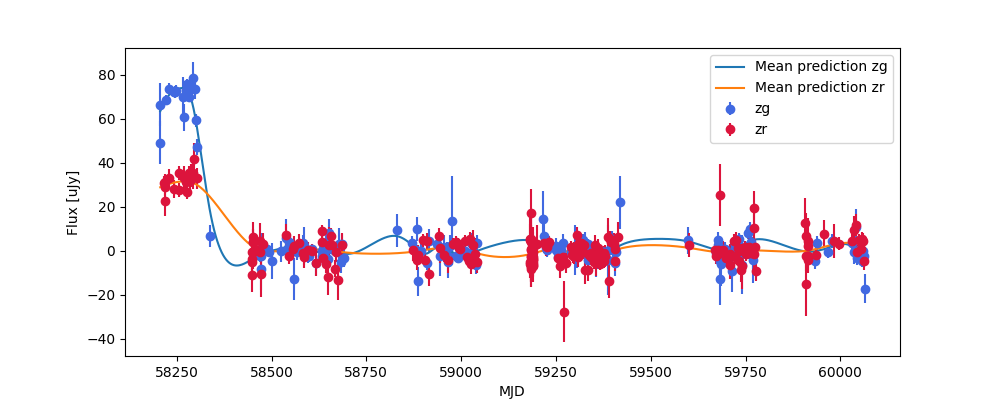 Mean prediction zg
Mean prediction zr
zg
zr
80
60
40
20
0
−20
−40
Flux [uJy]
58250
58500
58750
59000
59250
59500
59750
60000
MJD